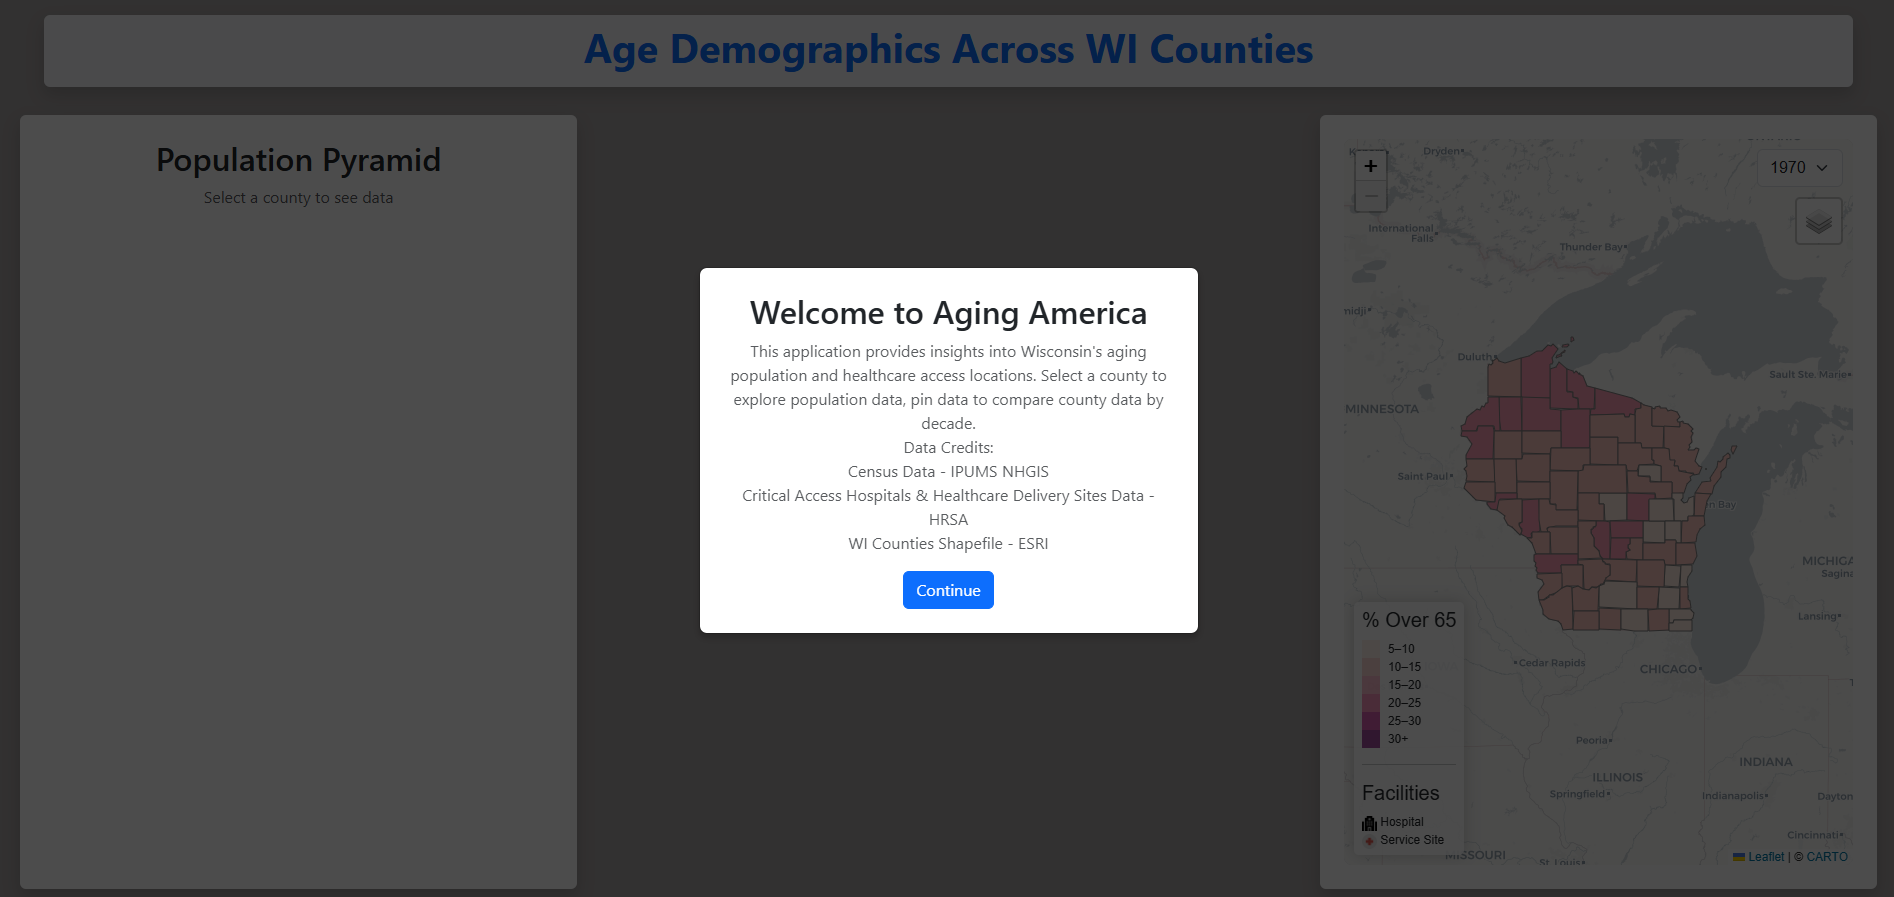 Age Demographics Across WI Counties
Population Pyramid
Select a county to see data
Welcome to Aging America
This application provides insights into Wisconsin's aging
population and healthcare access locations. Select a county to
explore population data, pin data to compare county data by
decade.
Data Credits:
Census Data - IPUMS NHGIS
Critical Access Hospitals & Healthcare Delivery Sites Data -
HRSA
WI Counties Shapefile - ESRI
Continue
+
−
1970
Dryden
International
Falls
Thunder Bay
midji
Duluth
Sault Ste. Marie
MINNESOTA
Saint Paul
n Bay
MICHIGA
Sagina
Lansing
Cedar Rapids
CHICAGO
Peoria
ILLINOIS
INDIANA
Springfield
Indianapolis
Dayton
Cincinnati
MISSOURI
St. Louis
% Over 65
5–10
10–15
15–20
20–25
25–30
30+
Facilities
Hospital
Service Site
Leaflet | © CARTO